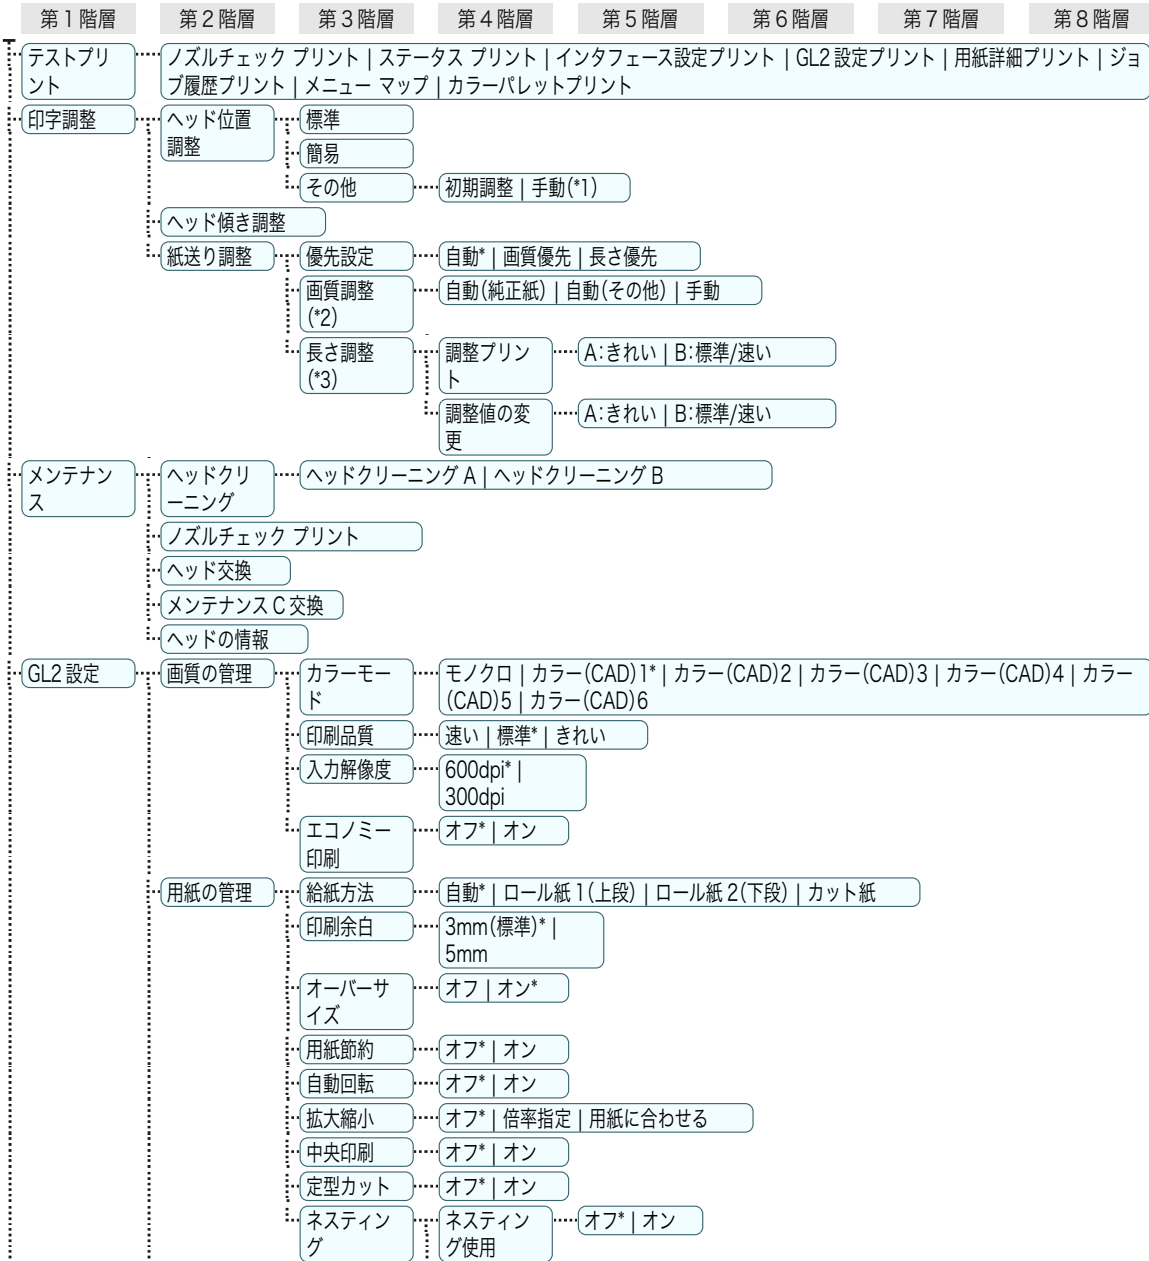 第1階層 第2階層 第3階層 第4階層 第5階層 第6階層 第7階層 第8階層
テストプリ ノズルチェック プリント | ステータス プリント | インタフェース設定プリント | GL2設定プリント | 用紙詳細プリント | ジョ
ント ブ履歴プリント | メニュー マップ | カラーパレットプリント
印字調整 ヘッド位置 標準
調整 簡易
その他 初期調整 | 手動(*1)
ヘッド傾き調整
紙送り調整 優先設定 自動* | 画質優先 | 長さ優先
画質調整 自動(純正紙) | 自動(その他) | 手動
(*2)
長さ調整 調整プリン A:きれい | B:標準/速い
(*3) ト
調整値の変 A:きれい | B:標準/速い
更
メンテナン ヘッドクリ ヘッドクリーニング A | ヘッドクリーニング B
ス ーニング
ノズルチェック プリント
ヘッド交換
メンテナンス C 交換
ヘッドの情報
GL2設定 画質の管理 カラーモー モノクロ | カラー(CAD)1* | カラー(CAD)2 | カラー(CAD)3 | カラー(CAD)4 | カラー
ド (CAD)5 | カラー(CAD)6
印刷品質 速い | 標準* | きれい
入力解像度 600dpi* |
300dpi
エコノミー オフ* | オン
印刷
用紙の管理 給紙方法 自動* | ロール紙1(上段) | ロール紙2(下段) | カット紙
印刷余白 3mm(標準)* |
5mm
オーバーサ オフ | オン*
イズ
用紙節約 オフ* | オン
自動回転 オフ* | オン
拡大縮小 オフ* | 倍率指定 | 用紙に合わせる
中央印刷 オフ* | オン
定型カット オフ* | オン
ネスティン ネスティン オフ* | オン
グ グ使用